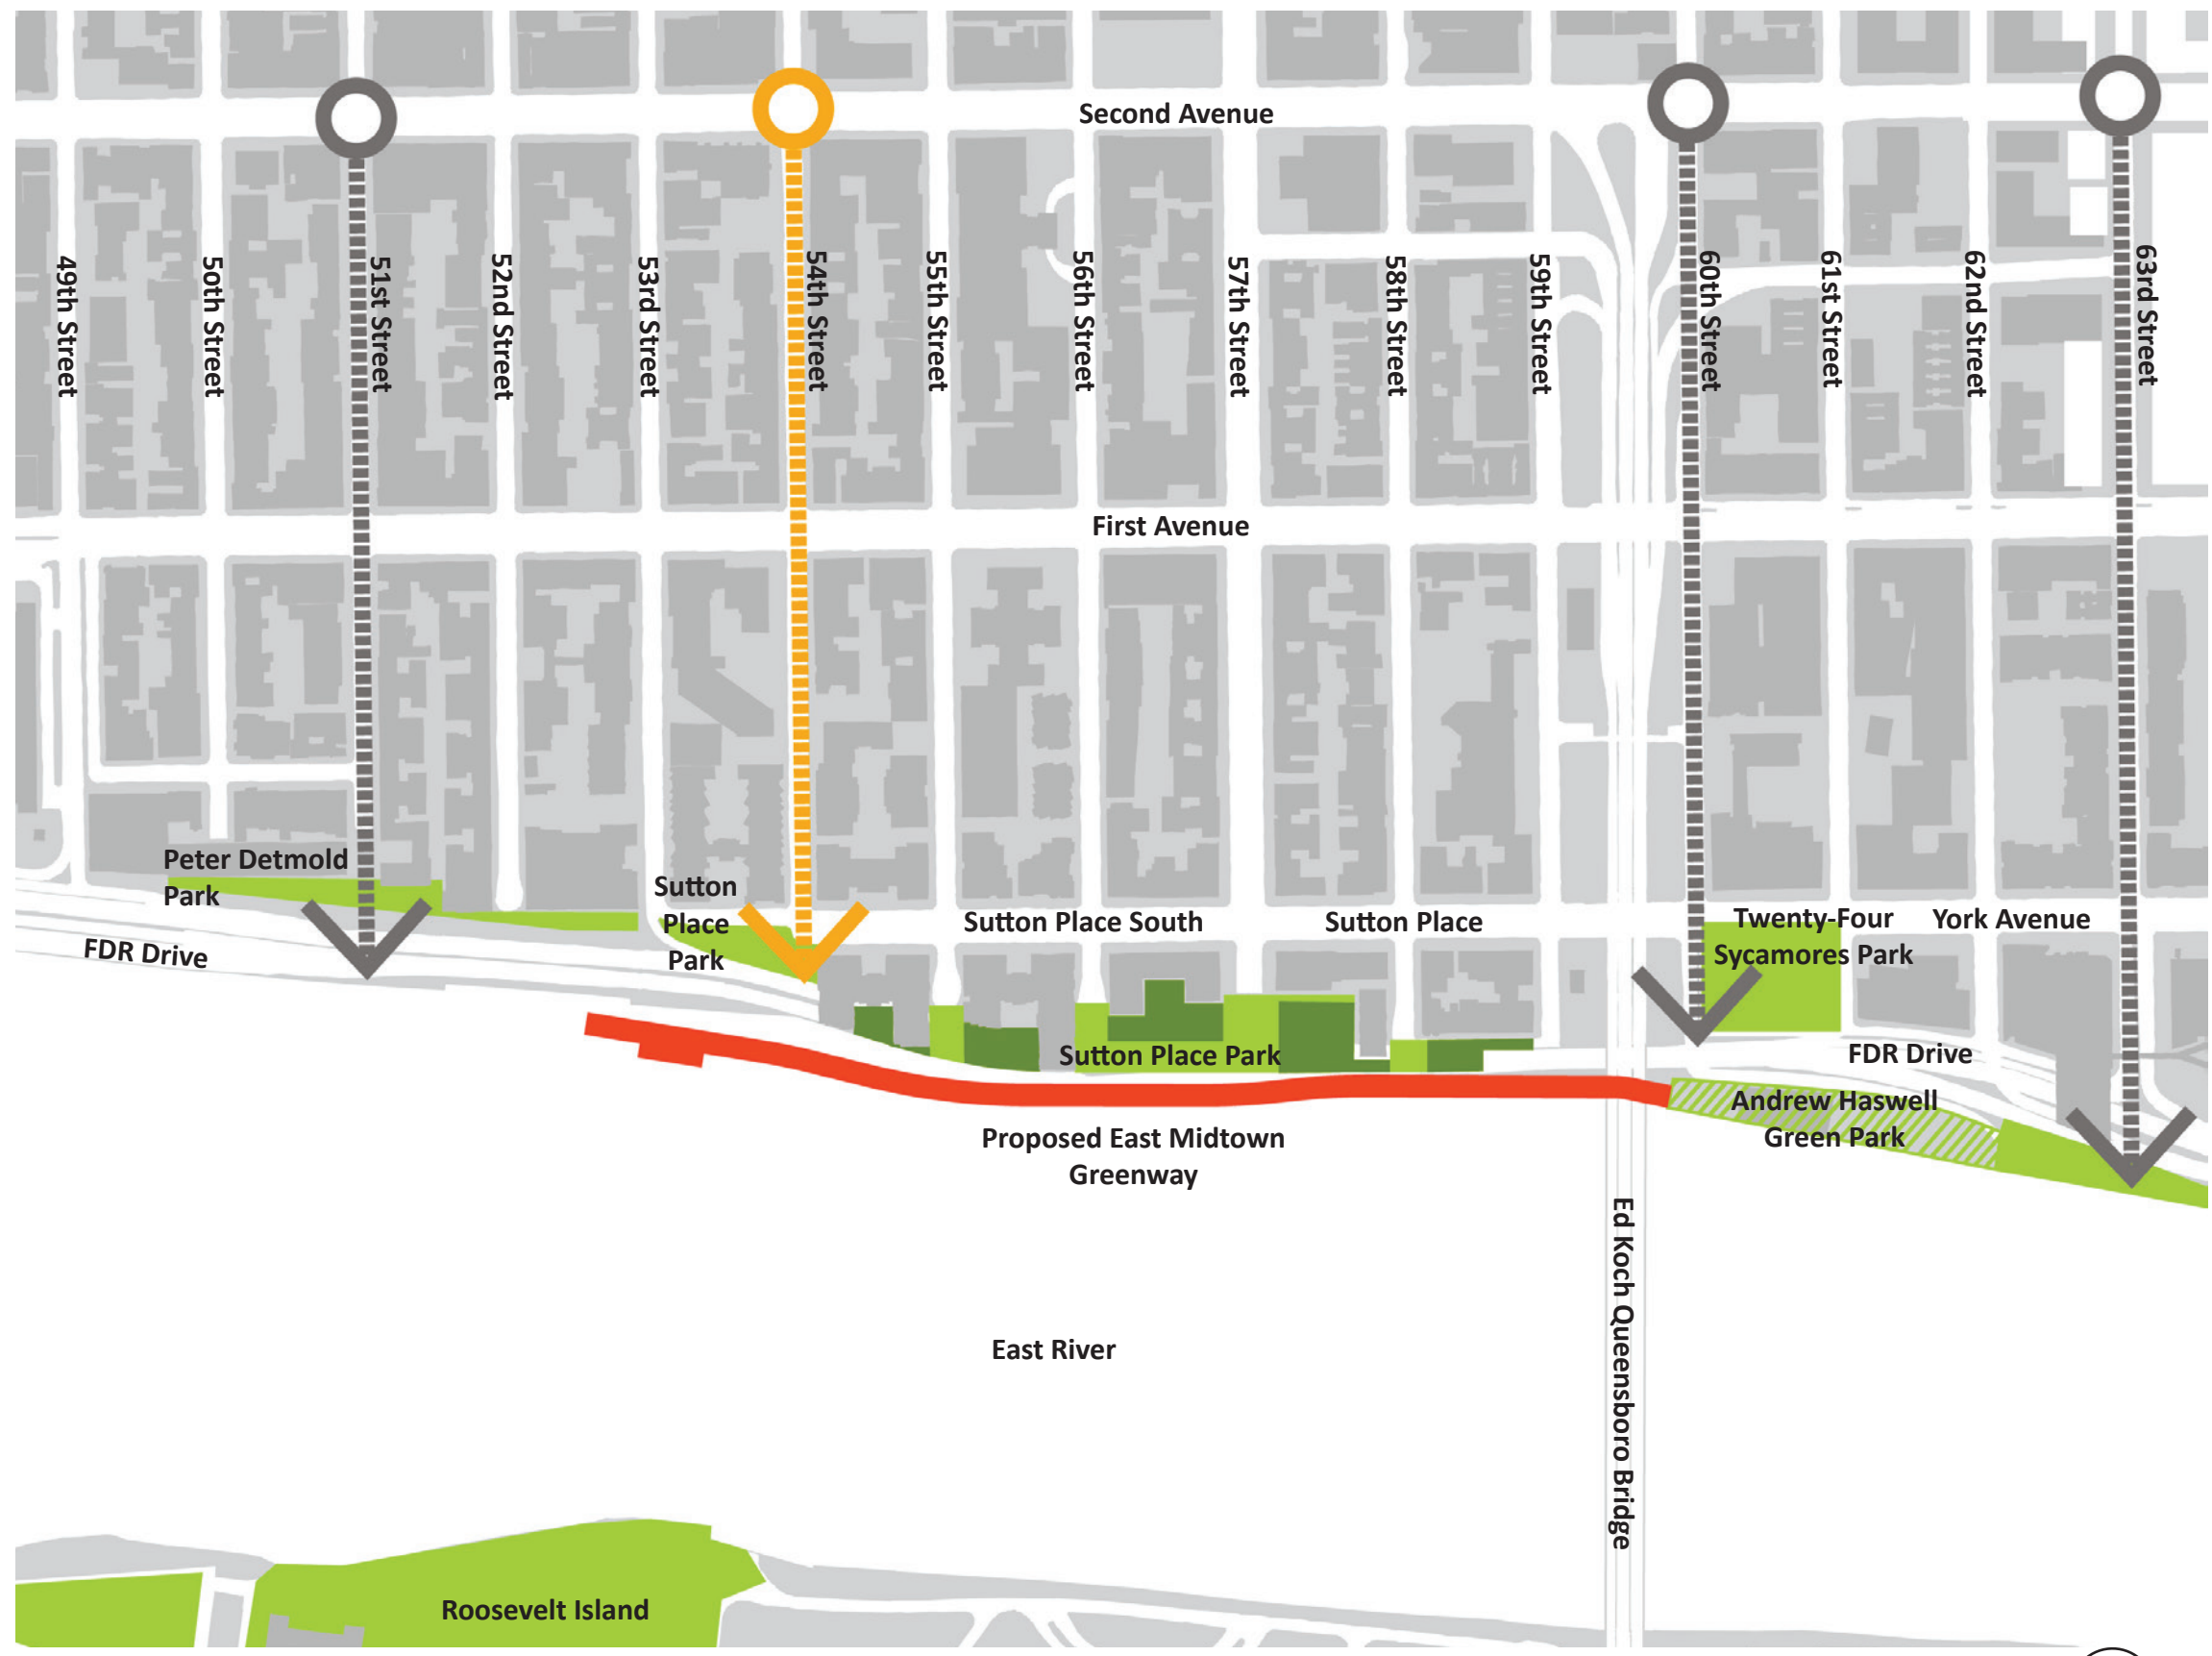 Second Avenue
49th Street
5oth Street
51st Street
52nd Street
53rd Street
54th Street
55th Street
56th Street
57th Street
58th Street
59th Street
60th Street
61st Street
62nd Street
63rd Street
First Avenue
Peter Detmold
Park
Sutton
Place
Park
Sutton Place South
Sutton Place
Twenty-Four
Sycamores Park
York Avenue
FDR Drive
Sutton Place Park
FDR Drive
Andrew Haswell
Green Park
Proposed East Midtown
Greenway
Ed Koch Queensboro Bridge
East River
Roosevelt Island